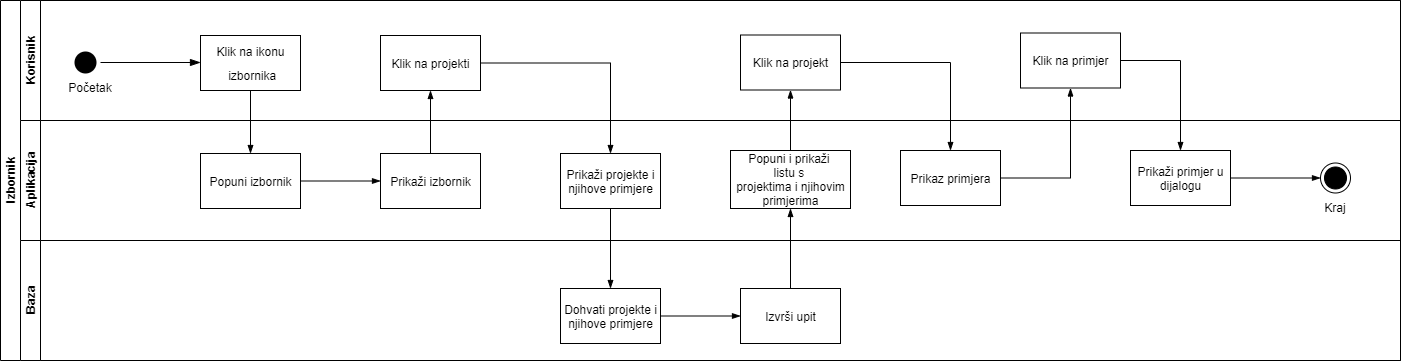 Izbornik
Korisnik
Početak
Klik na ikonu
izbornika
Klik na projekti
Klik na projekt
Klik na primjer
Aplikacija
Popuni izbornik
Prikaži izbornik
Prikaži projekte i
njihove primjere
Popuni i prikaži
listu s
projektima i njihovim
primjerima
Prikaz primjera
Prikaži primjer u
dijalogu
Kraj
Baza
Dohvati projekte i
njihove primjere
Izvrši upit